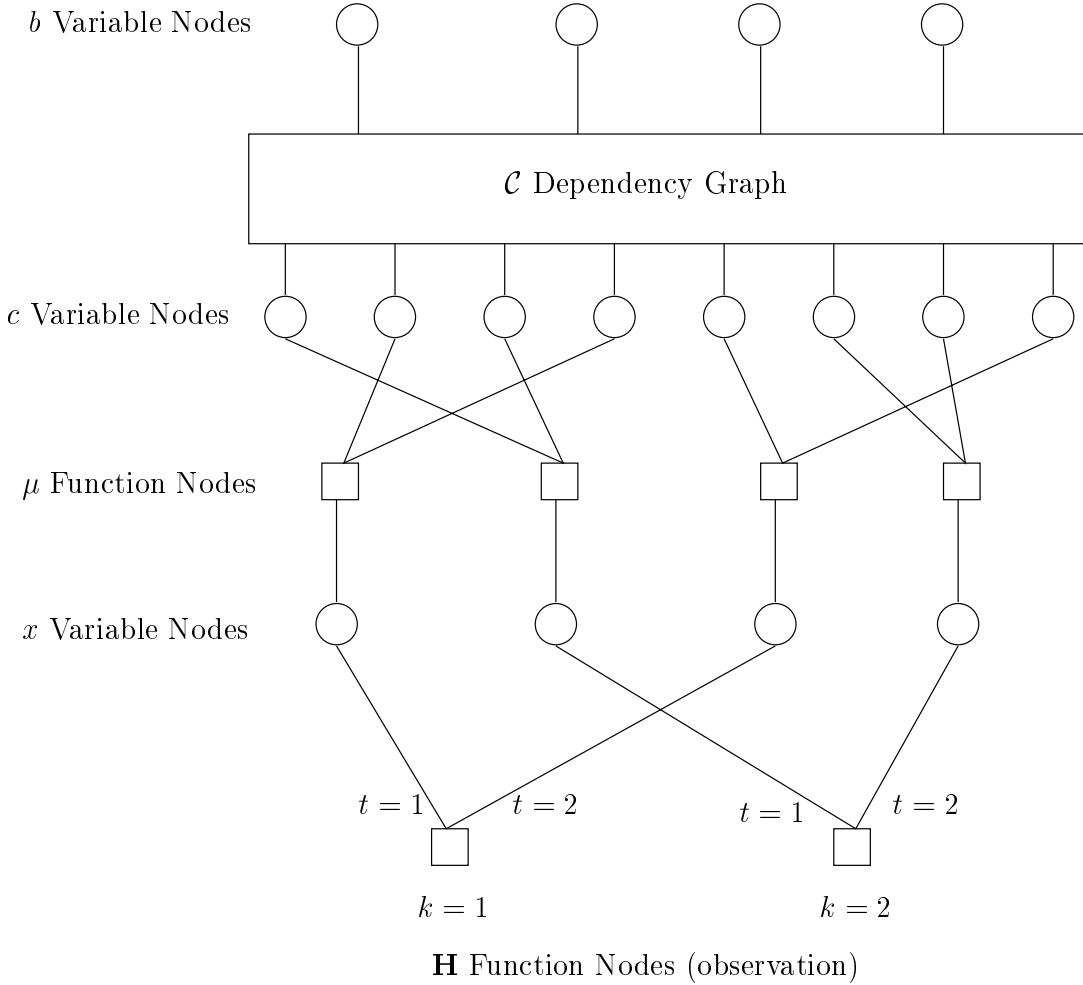 b Variable Nodes
𝒞 Dependency Graph
c Variable Nodes
μ Function Nodes
x Variable Nodes
t = 1
t = 2
t = 1
t = 2
k = 1
k = 2
H Function Nodes (observation)